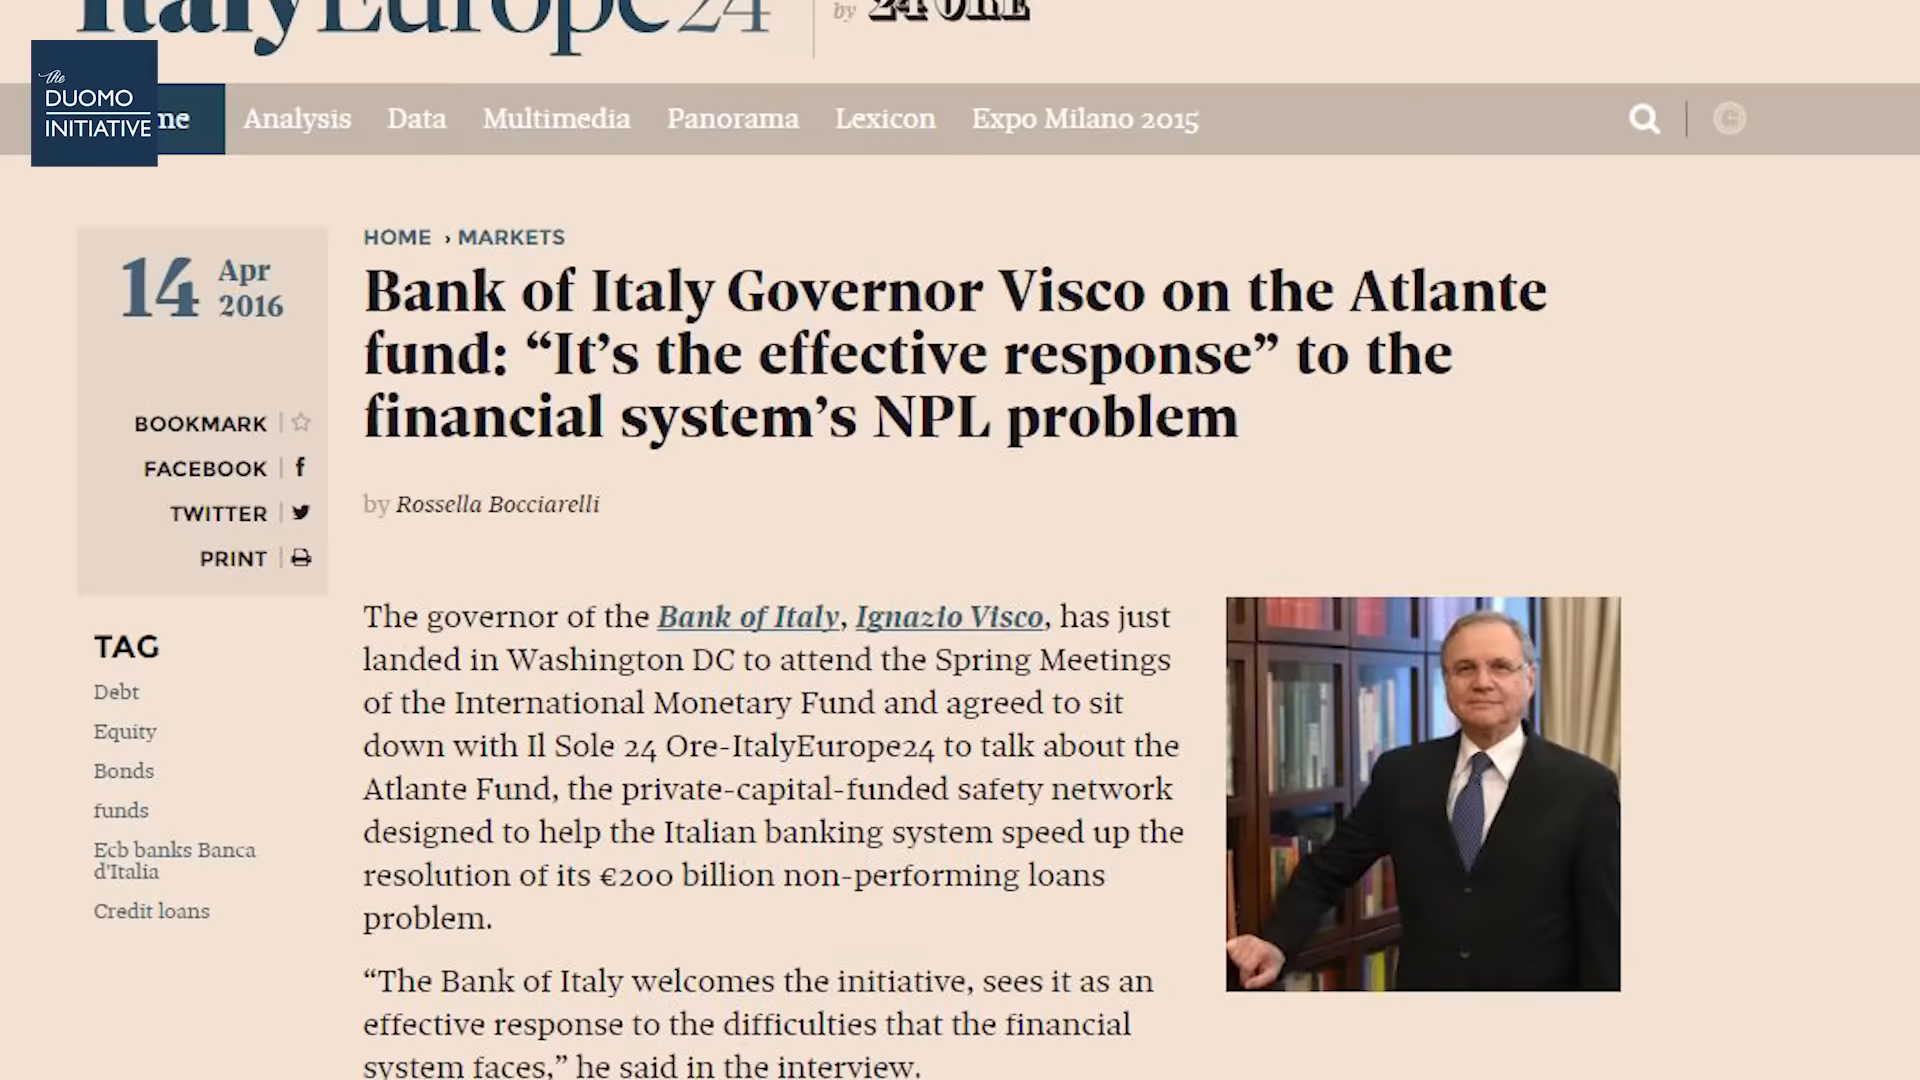 ItalyEurope24
by 24 ORE
The
DUOMO
INITIATIVE
me
Analysis
Data
Multimedia
Panorama
Lexicon
Expo Milano 2015
14 Apr
2016
BOOKMARK
FACEBOOK
TWITTER
PRINT
TAG
Debt
Equity
Bonds
funds
Ecb banks Banca
d'Italia
Credit loans
HOME › MARKETS
Bank of Italy Governor Visco on the Atlante
fund: “It’s the effective response” to the
financial system’s NPL problem
by Rossella Bocciarelli
The governor of the Bank of Italy, Ignazio Visco, has just
landed in Washington DC to attend the Spring Meetings
of the International Monetary Fund and agreed to sit
down with Il Sole 24 Ore-ItalyEurope24 to talk about the
Atlante Fund, the private-capital-funded safety network
designed to help the Italian banking system speed up the
resolution of its €200 billion non-performing loans
problem.
“The Bank of Italy welcomes the initiative, sees it as an
effective response to the difficulties that the financial
system faces,” he said in the interview.